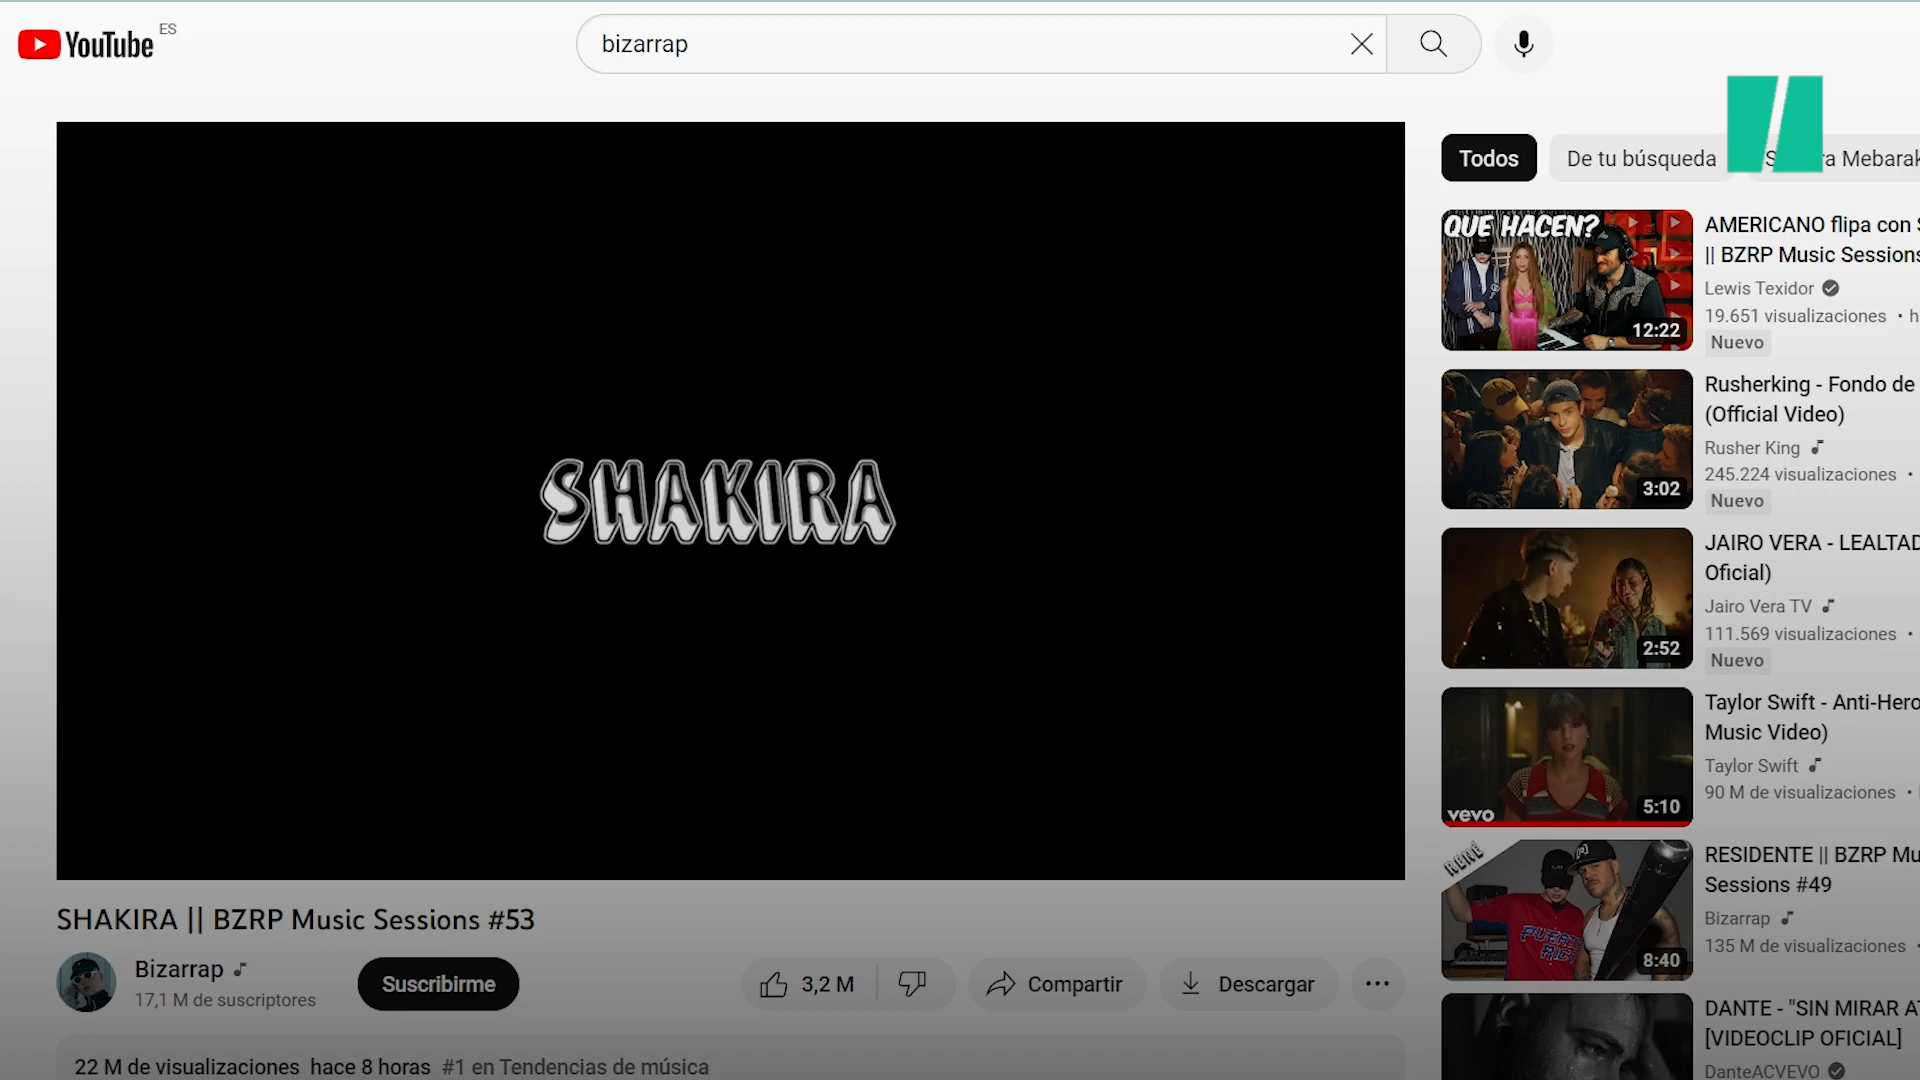 YouTube ES
bizarrap
Todos
De tu búsqueda
SHAKIRA
QUE HACEN?
12:22
AMERICANO flipa con
|| BZRP Music Sessions
Lewis Texidor
19.651 visualizaciones •
Nuevo
3:02
Rusherking - Fondo de
(Official Video)
Rusher King
245.224 visualizaciones •
Nuevo
2:52
JAIRO VERA - LEALTAD
Oficial)
Jairo Vera TV
111.569 visualizaciones •
Nuevo
vevo
5:10
Taylor Swift - Anti-Hero
Music Video)
Taylor Swift
90 M de visualizaciones •
RENÉ
8:40
RESIDENTE || BZRP Mu
Sessions #49
Bizarrap
135 M de visualizaciones
DANTE - "SIN MIRAR AT
[VIDEOCLIP OFICIAL]
DanteACVEVO
SHAKIRA || BZRP Music Sessions #53
Bizarrap
17,1 M de suscriptores
Suscribirme
3,2 M
Compartir
Descargar
22 M de visualizaciones hace 8 horas #1 en Tendencias de música